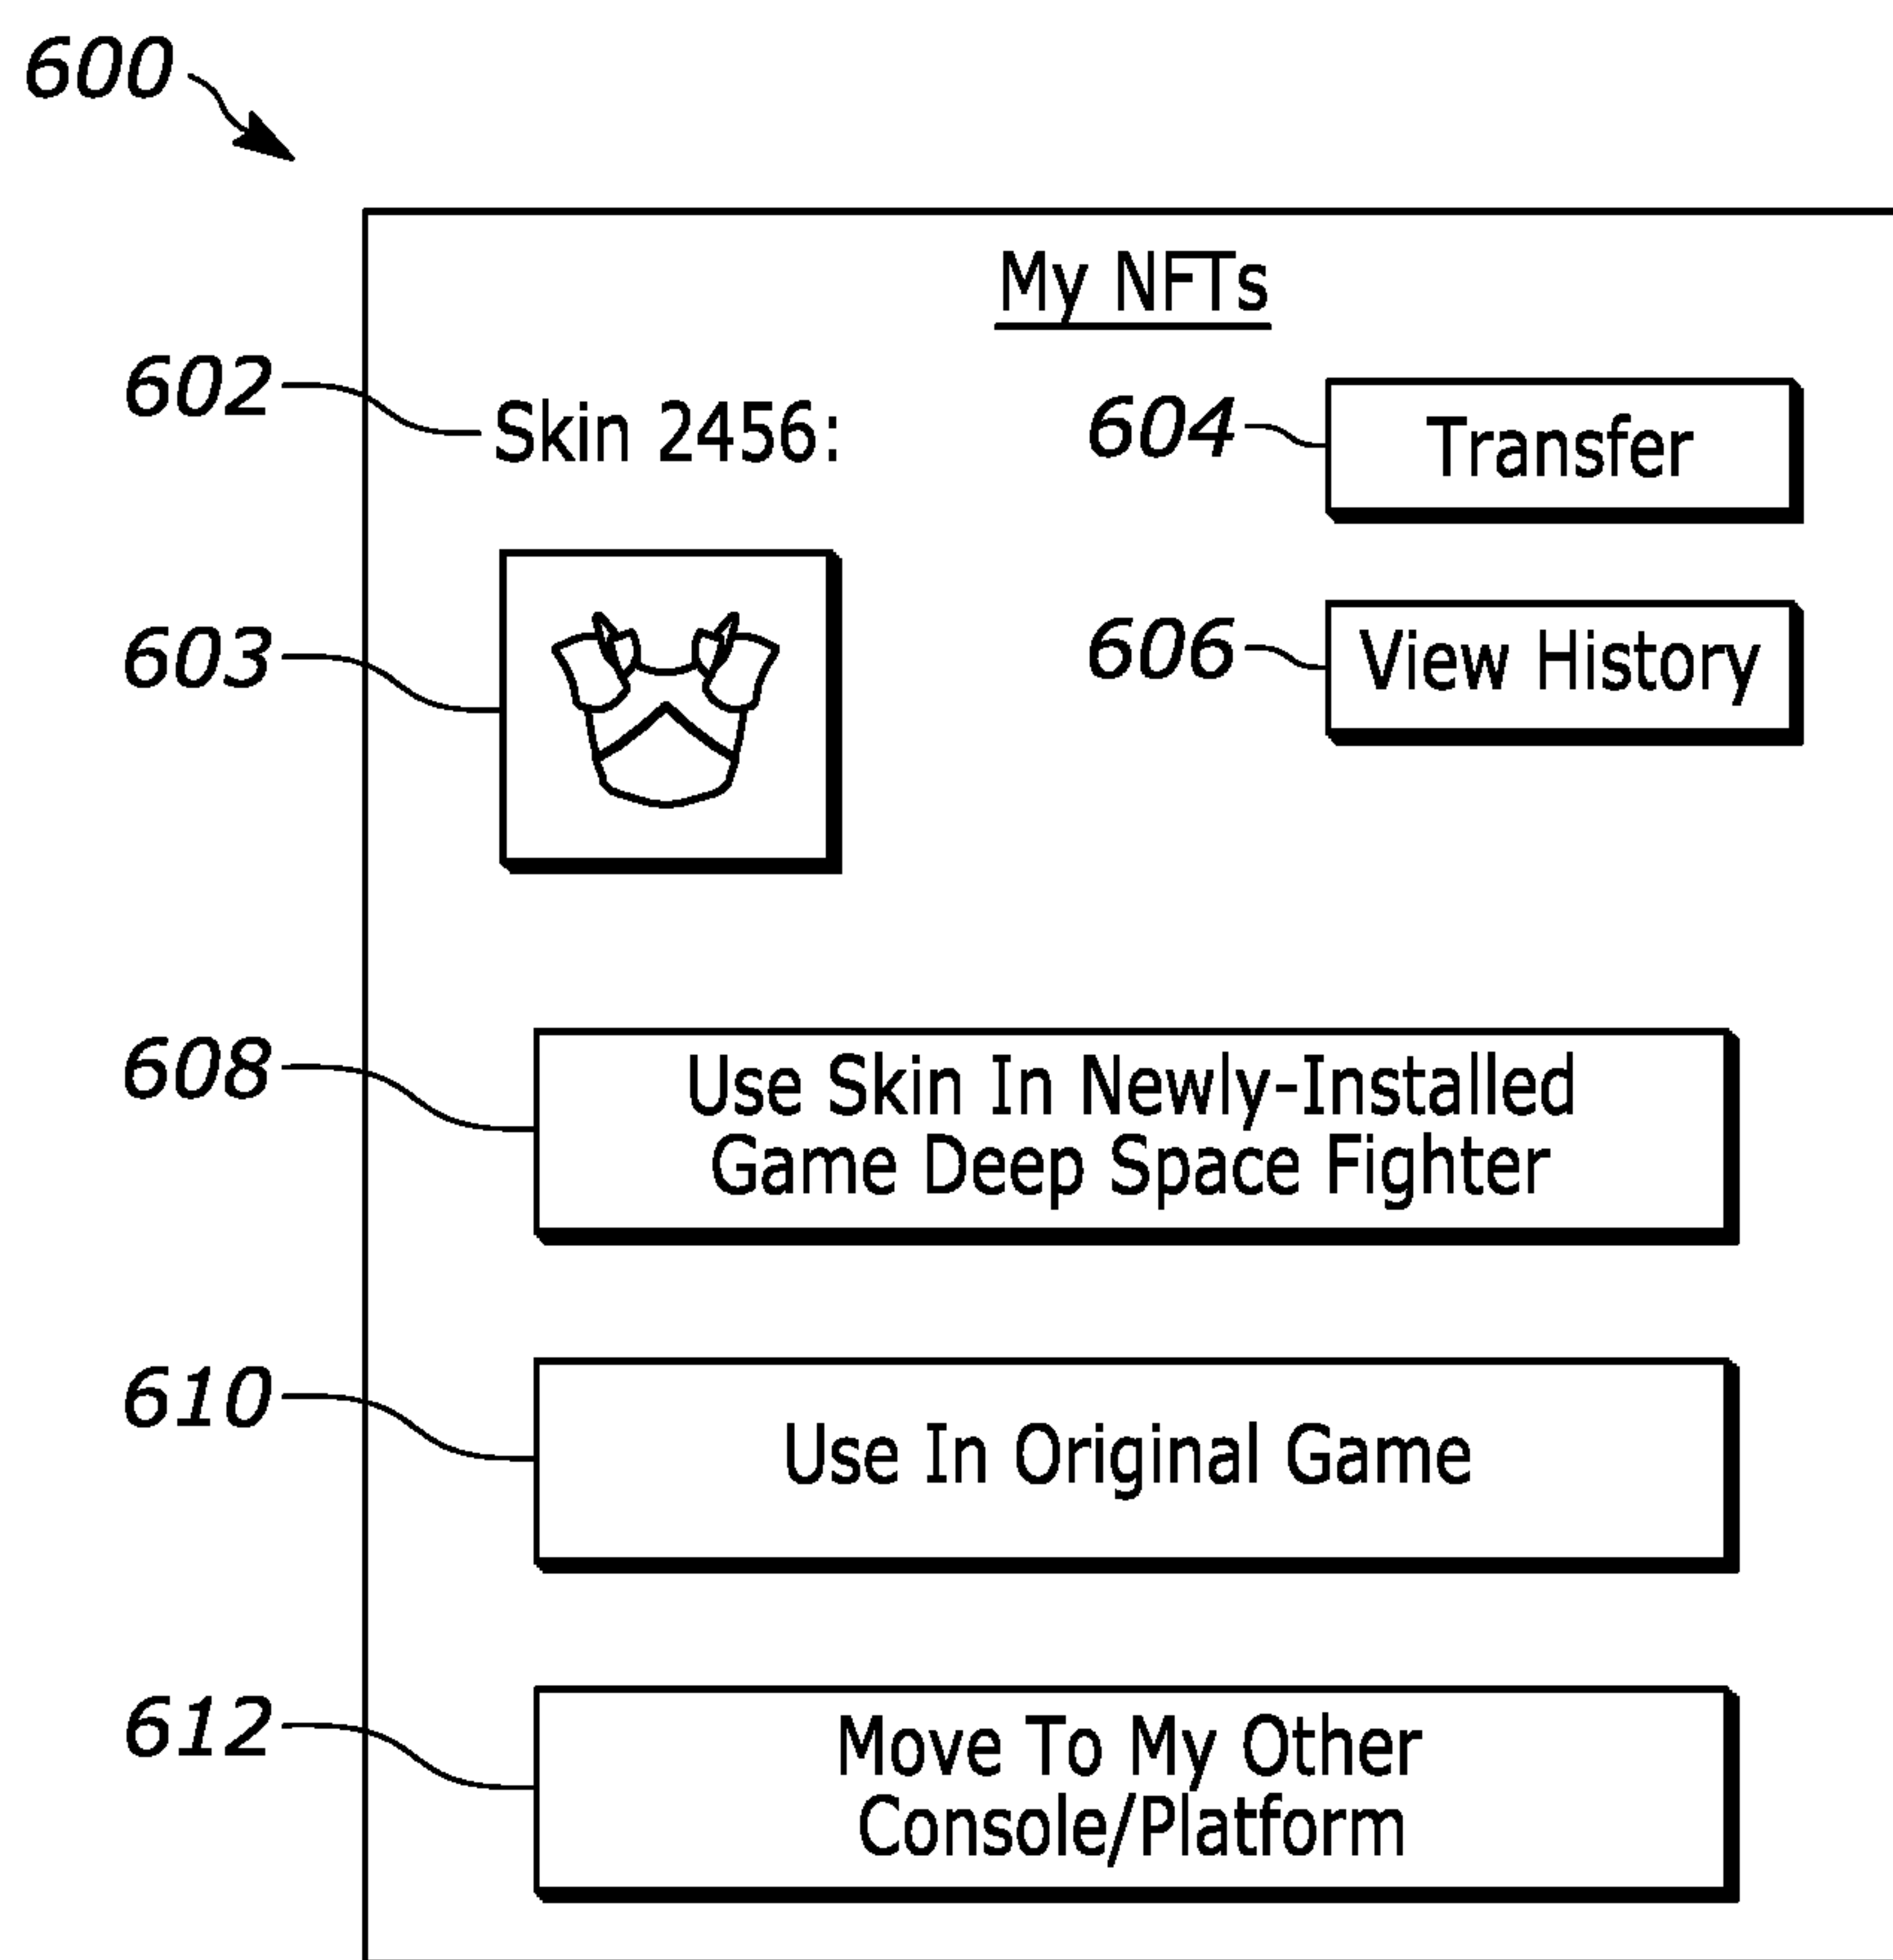 600
My NFTs
602
Skin 2456:
604
Transfer
603
606
View History
608
Use Skin In Newly-Installed
Game Deep Space Fighter
610
Use In Original Game
612
Move To My Other
Console/Platform